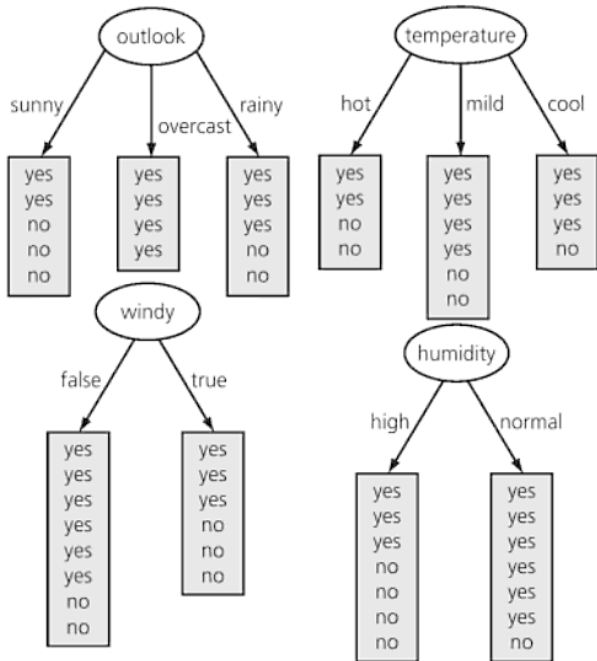 outlook
sunny
overcast
rainy
yes
yes
no
no
no
yes
yes
yes
yes
yes
yes
yes
no
no
temperature
hot
mild
cool
yes
yes
no
no
yes
yes
yes
yes
no
no
yes
yes
yes
no
windy
false
true
yes
yes
yes
yes
yes
yes
no
no
yes
yes
yes
no
no
no
humidity
high
normal
yes
yes
yes
no
no
no
no
yes
yes
yes
yes
yes
yes
no